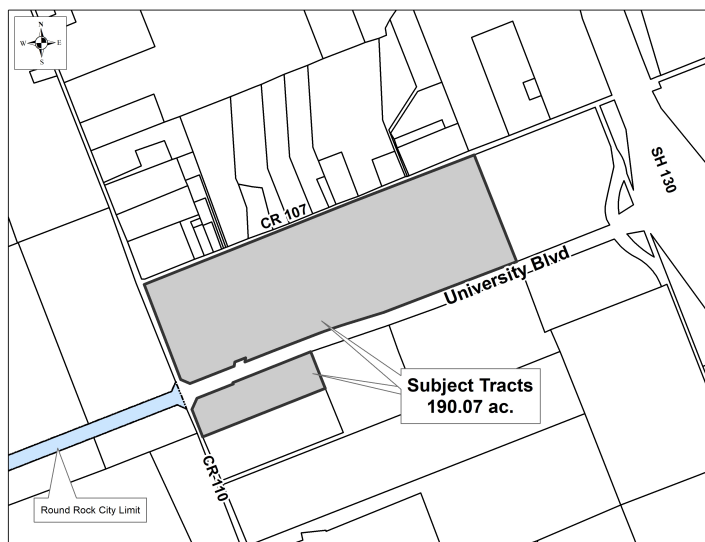 N
W E
S
CR 107
SH 130
University Blvd
Subject Tracts
190.07 ac.
CR 110
Round Rock City Limit